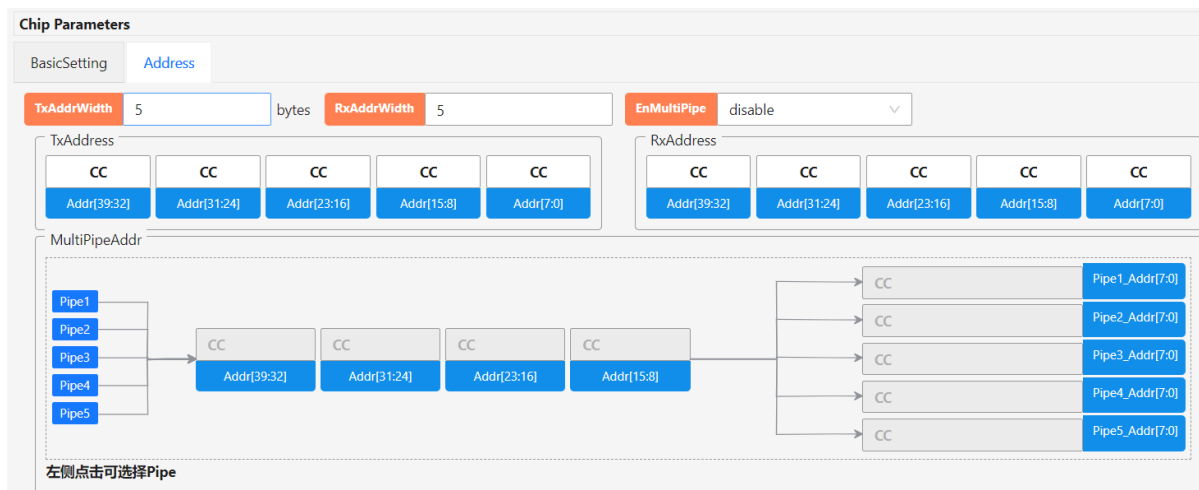 Chip Parameters
BasicSetting Address
TxAddrWidth 5 bytes RxAddrWidth 5 EnMultiPipe disable
TxAddress RxAddress
CC CC CC CC CC CC CC CC CC CC
Addr[39:32] Addr[31:24] Addr[23:16] Addr[15:8] Addr[7:0] Addr[39:32] Addr[31:24] Addr[23:16] Addr[15:8] Addr[7:0]
MultiPipeAddr
Pipe1
Pipe2
Pipe3
Pipe4
Pipe5
CC CC CC CC
Addr[39:32] Addr[31:24] Addr[23:16] Addr[15:8]
CC Pipe1_Addr[7:0]
CC Pipe2_Addr[7:0]
CC Pipe3_Addr[7:0]
CC Pipe4_Addr[7:0]
CC Pipe5_Addr[7:0]
左侧点击可选择Pipe